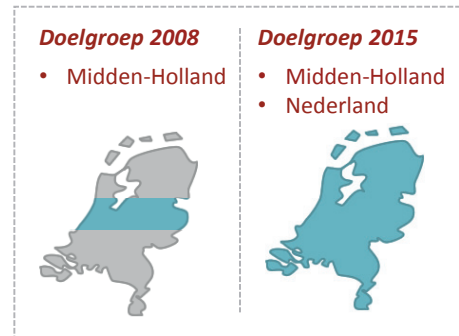 Doelgroep 2008
• Midden-Holland
Doelgroep 2015
• Midden-Holland
• Nederland